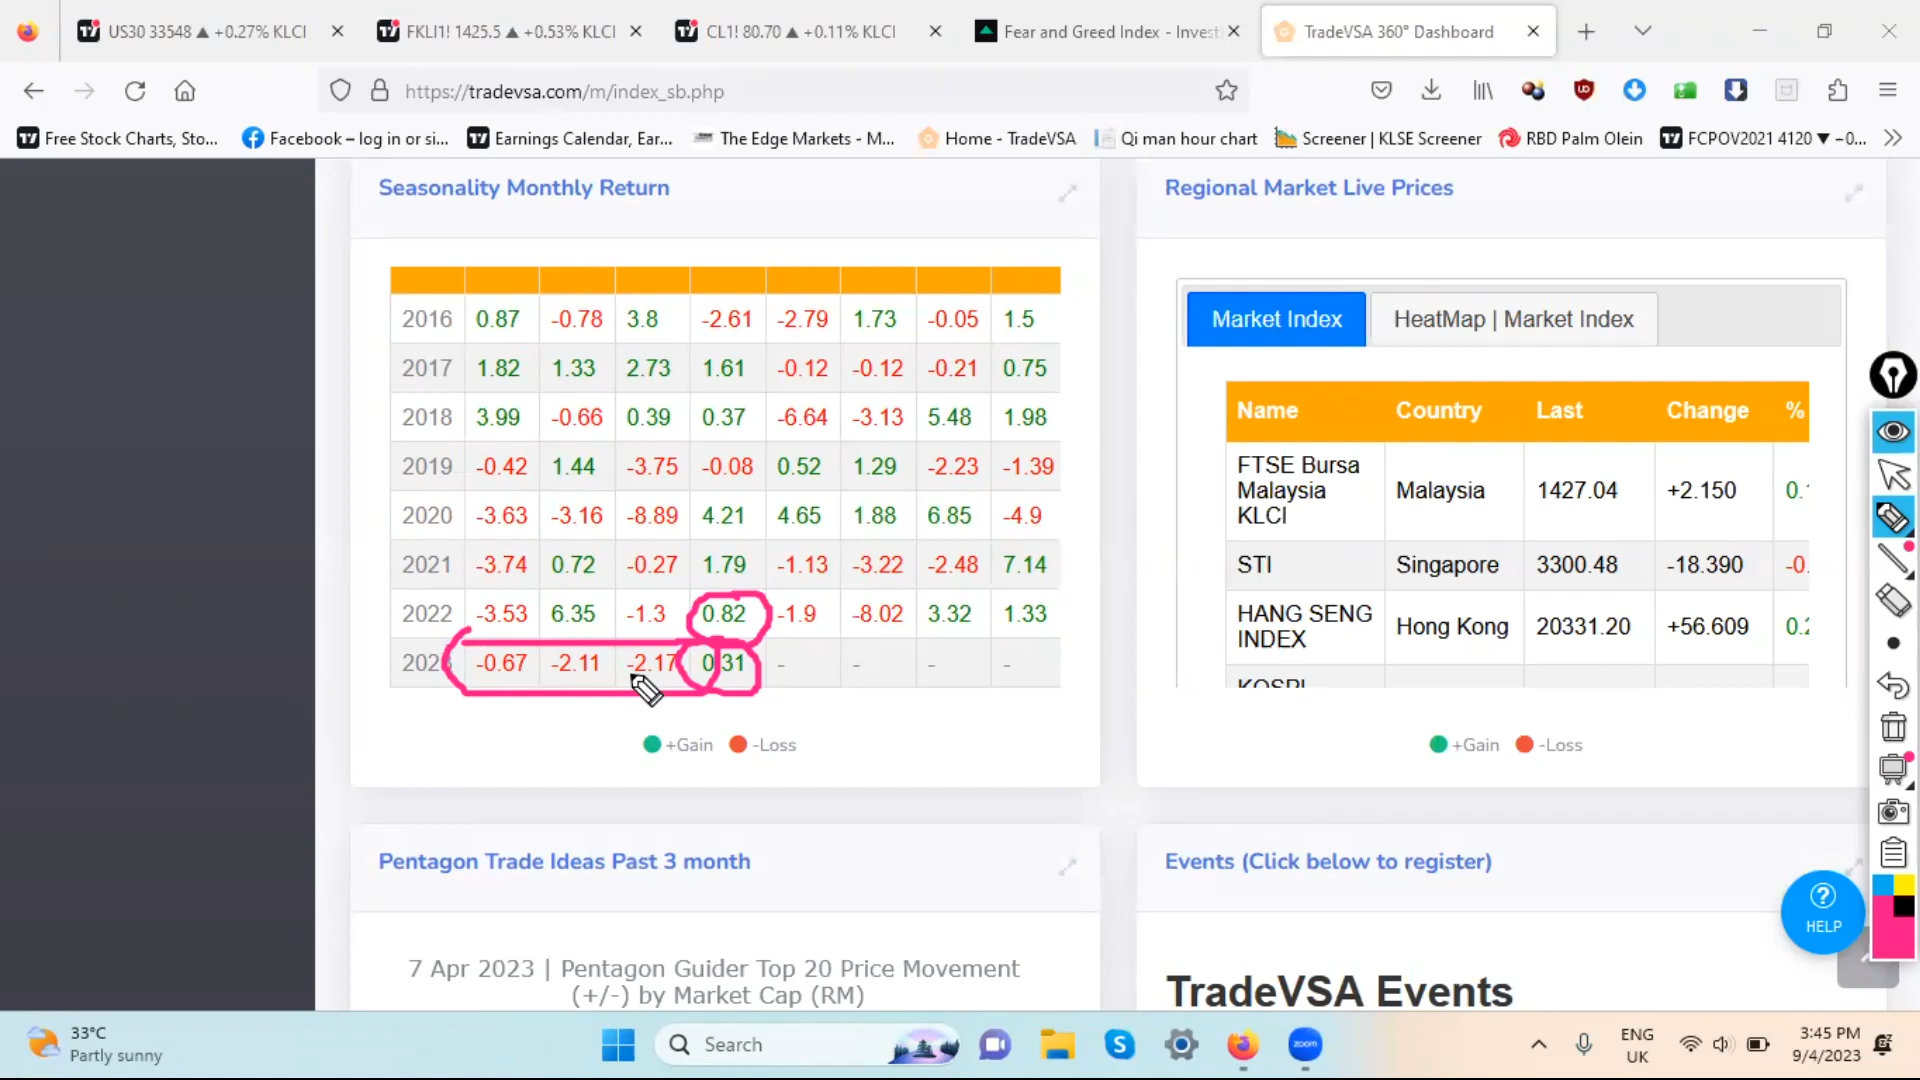 US30 33548 ▲ +0.27% KLCI
FKLI1! 1425.5 ▲ +0.53% KLCI
CL1! 80.70 ▲ +0.11% KLCI
Fear and Greed Index - Invest
TradeVSA 360° Dashboard
https://tradevsa.com/m/index_sb.php
Free Stock Charts, Sto...
Facebook – log in or si...
Earnings Calendar, Ear...
The Edge Markets - M...
Home - TradeVSA
Qi man hour chart
Screener | KLSE Screener
RBD Palm Olein
FCPOV2021 4120 ▼ −0...
Seasonality Monthly Return
2016 0.87 -0.78 3.8 -2.61 -2.79 1.73 -0.05 1.5
2017 1.82 1.33 2.73 1.61 -0.12 -0.12 -0.21 0.75
2018 3.99 -0.66 0.39 0.37 -6.64 -3.13 5.48 1.98
2019 -0.42 1.44 -3.75 -0.08 0.52 1.29 -2.23 -1.39
2020 -3.63 -3.16 -8.89 4.21 4.65 1.88 6.85 -4.9
2021 -3.74 0.72 -0.27 1.79 -1.13 -3.22 -2.48 7.14
2022 -3.53 6.35 -1.3 0.82 -1.9 -8.02 3.32 1.33
2023 -0.67 -2.11 -2.17 0.31 - - - -
+Gain -Loss
Regional Market Live Prices
Market Index HeatMap | Market Index
Name Country Last Change %
FTSE Bursa
Malaysia
KLCI
Malaysia 1427.04 +2.150
STI Singapore 3300.48 -18.390 -0.
HANG SENG
INDEX
Hong Kong 20331.20 +56.609
KOSPI
+Gain -Loss
Pentagon Trade Ideas Past 3 month
7 Apr 2023 | Pentagon Guider Top 20 Price Movement
(+/-) by Market Cap (RM)
Events (Click below to register)
TradeVSA Events
HELP
33°C
Partly sunny
Search
zoom
ENG
UK
3:45 PM
9/4/2023